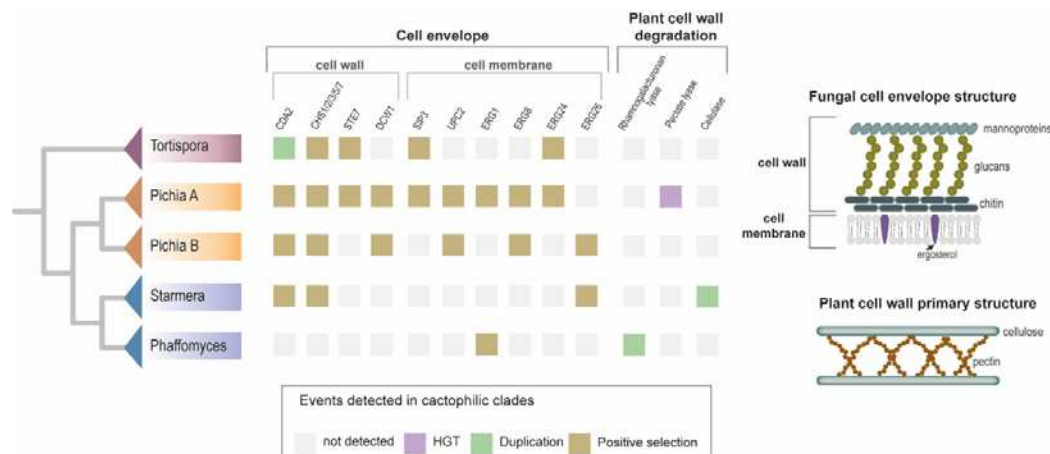 Cell envelope
Plant cell wall
degradation
cell wall
cell membrane
CDA2
CHS1/2/3/5/7
STE7
DCW1
SIP3
UPC2
ERG1
ERG8
ERG24
ERG26
Rhamnogalacturonan
lyase
Pectate lyase
Cellulase
Tortispora
Pichia A
Pichia B
Starmera
Phaffomyces
Events detected in cactophilic clades
not detected
HGT
Duplication
Positive selection
Fungal cell envelope structure
mannoproteins
cell wall
glucans
chitin
cell
membrane
ergosterol
Plant cell wall primary structure
cellulose
pectin